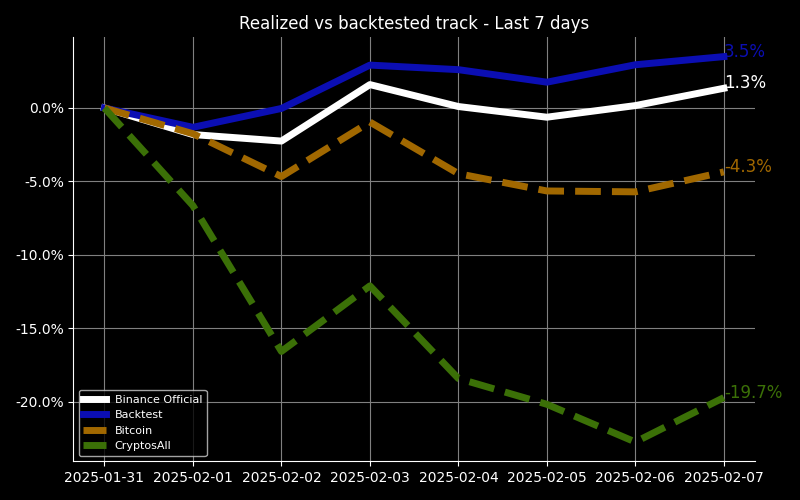 Realized vs backtested track - Last 7 days
3.5%
1.3%
0.0%
-4.3%
-5.0%
-10.0%
-15.0%
-19.7%
-20.0%
Binance Official
Backtest
Bitcoin
CryptosAll
2025-01-31 2025-02-01 2025-02-02 2025-02-03 2025-02-04 2025-02-05 2025-02-06 2025-02-07